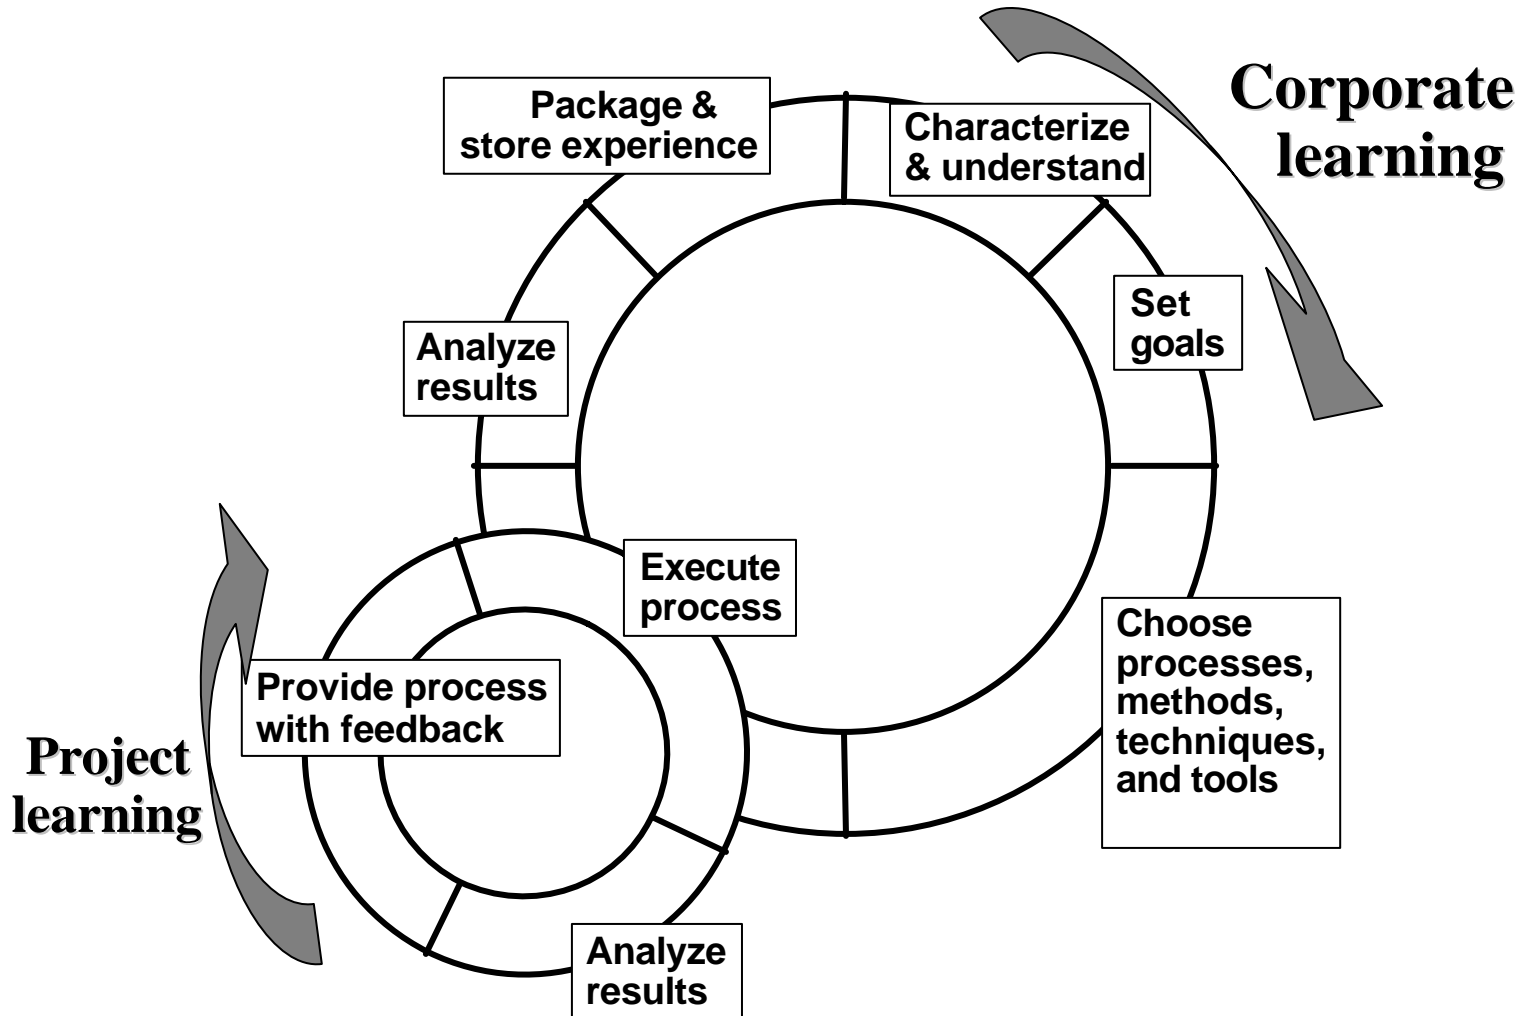 Corporate
learning
Package &
store experience
Characterize
& understand
Set
goals
Analyze
results
Execute
process
Choose
processes,
methods,
techniques,
and tools
Provide process
with feedback
Project
learning
Analyze
results